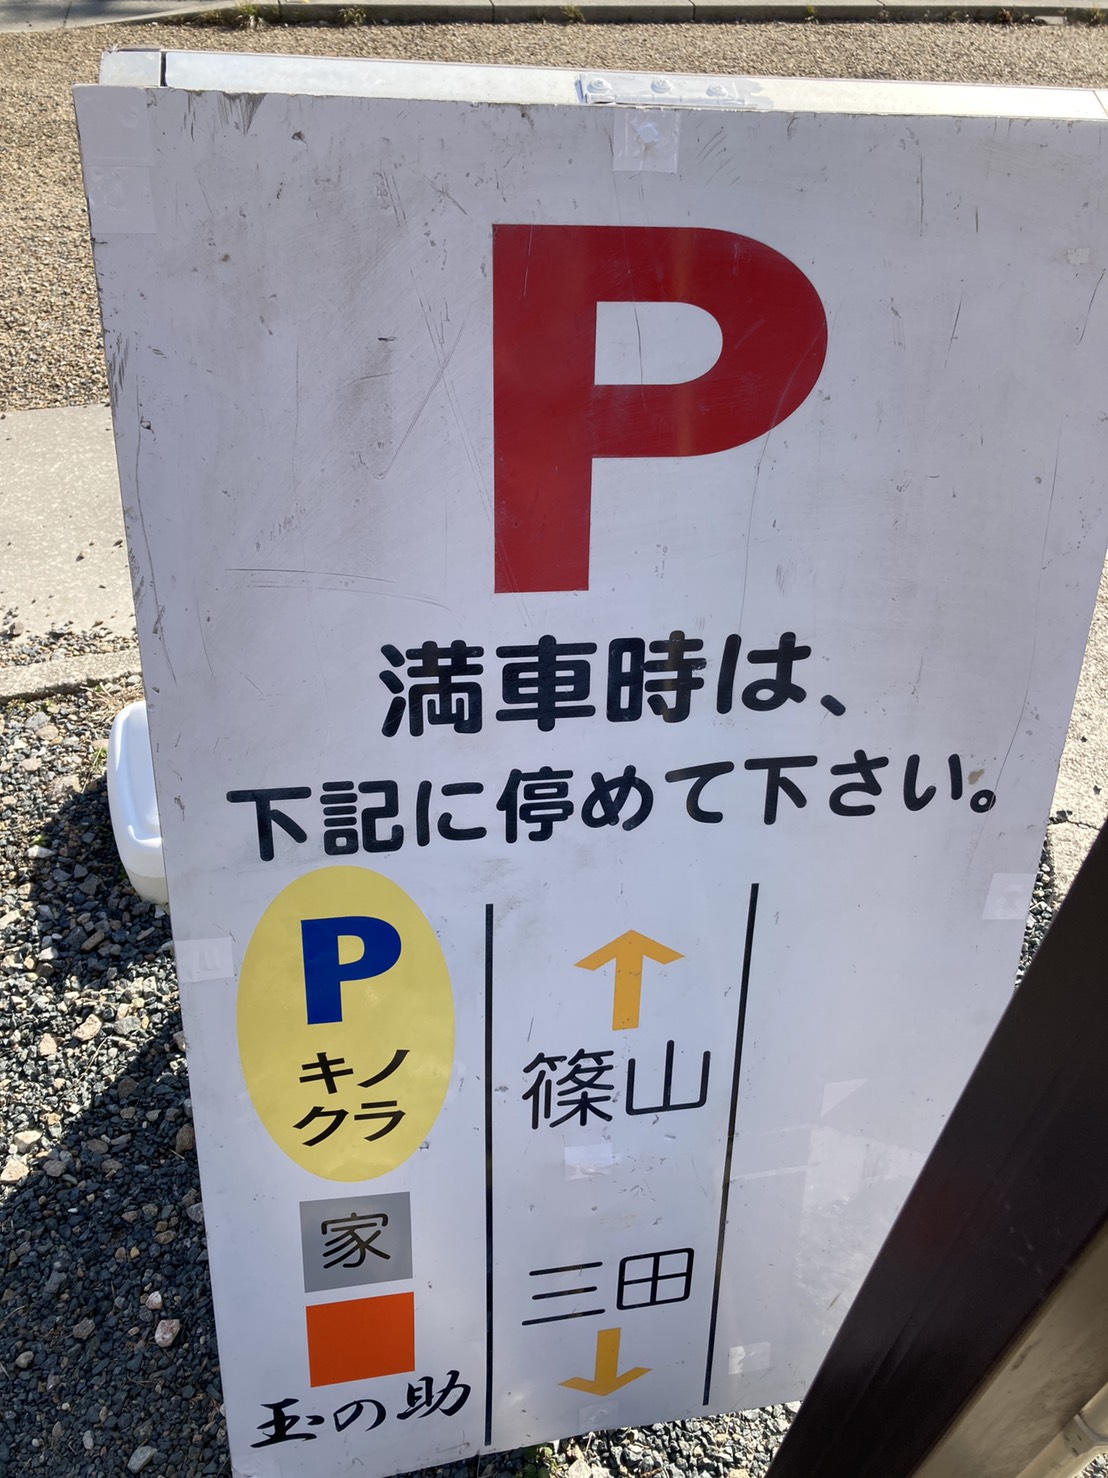 P
満車時は、
下記に停めて下さい。
P
キノ
クラ
家
玉の助
篠山
三田